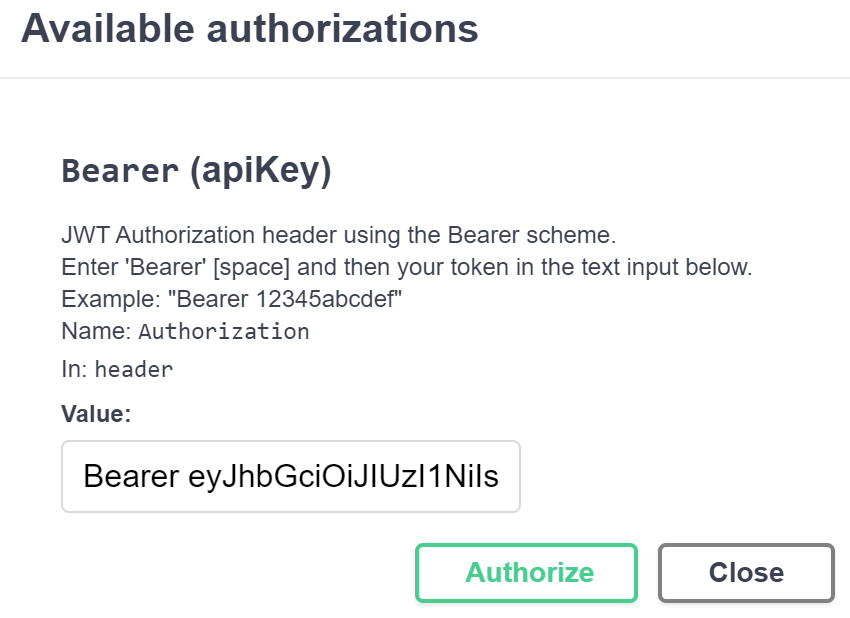 Available authorizations
Bearer (apiKey)
JWT Authorization header using the Bearer scheme.
Enter 'Bearer' [space] and then your token in the text input below.
Example: "Bearer 12345abcdef"
Name: Authorization
In: header
Value:
Bearer eyJhbGciOiJIUzI1NiIs
Authorize Close